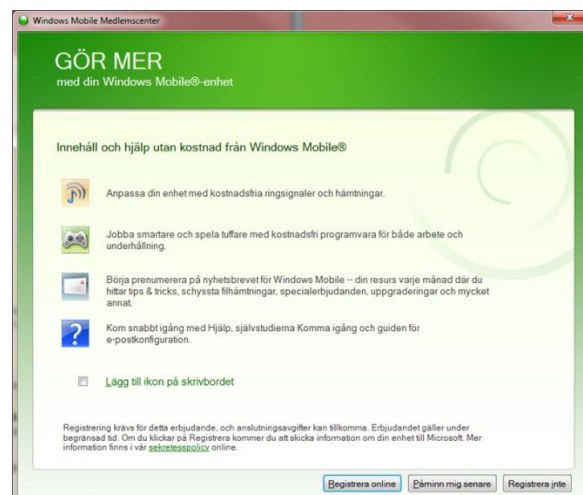 Windows Mobile Medlemscenter
GÖR MER
med din Windows Mobile®-enhet
Innehåll och hjälp utan kostnad från Windows Mobile®
Anpassa din enhet med kostnadsfria ringsignaler och hämtningar.
Jobba smartare och spela tuffare med kostnadsfri programvara för både arbete och
underhållning.
Börja prenumerera på nyhetsbrevet för Windows Mobile -- din resurs varje månad där du
hittar tips & tricks, schyssta filhämtningar, specialerbjudanden, uppgraderingar och mycket
annat.
Kom snabbt igång med Hjälp, självstudierna Komma igång och guiden för
e-postkonfiguration.
Lägg till ikon på skrivbordet
Registrering krävs för detta erbjudande, och anslutningsavgifter kan tillkomma. Erbjudandet gäller under
begränsad tid. Om du klickar på Registrera kommer du att skicka information om din enhet till Microsoft. Mer
information finns i vår sekretesspolicy online.
Registrera online Påminn mig senare Registrera inte